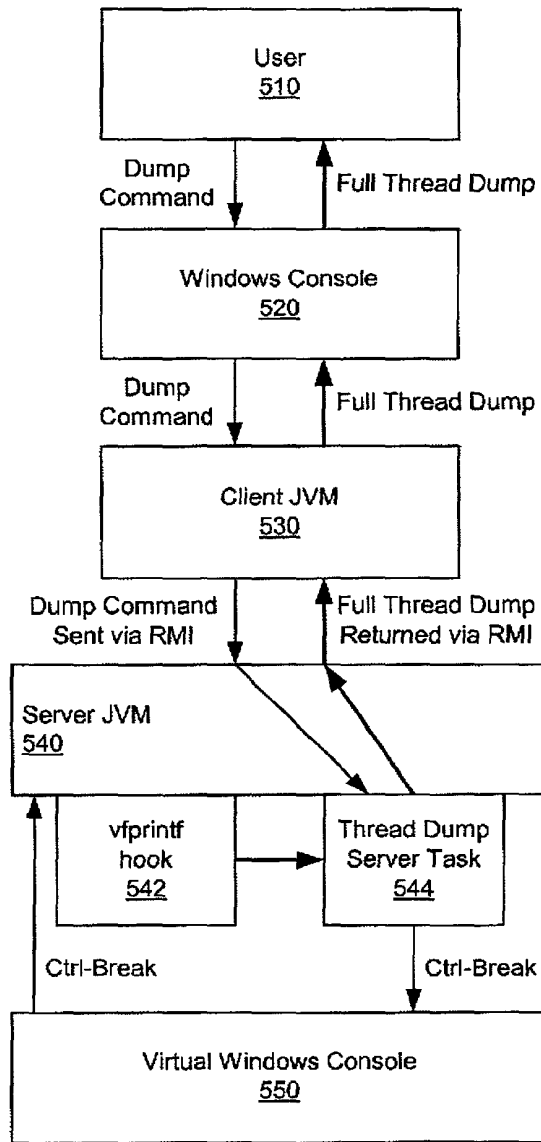 User
510
Dump
Command
Full Thread Dump
Windows Console
520
Dump
Command
Full Thread Dump
Client JVM
530
Dump Command
Sent via RMI
Full Thread Dump
Returned via RMI
Server JVM
540
vfprintf
hook
542
Thread Dump
Server Task
544
Ctrl-Break
Ctrl-Break
Virtual Windows Console
550